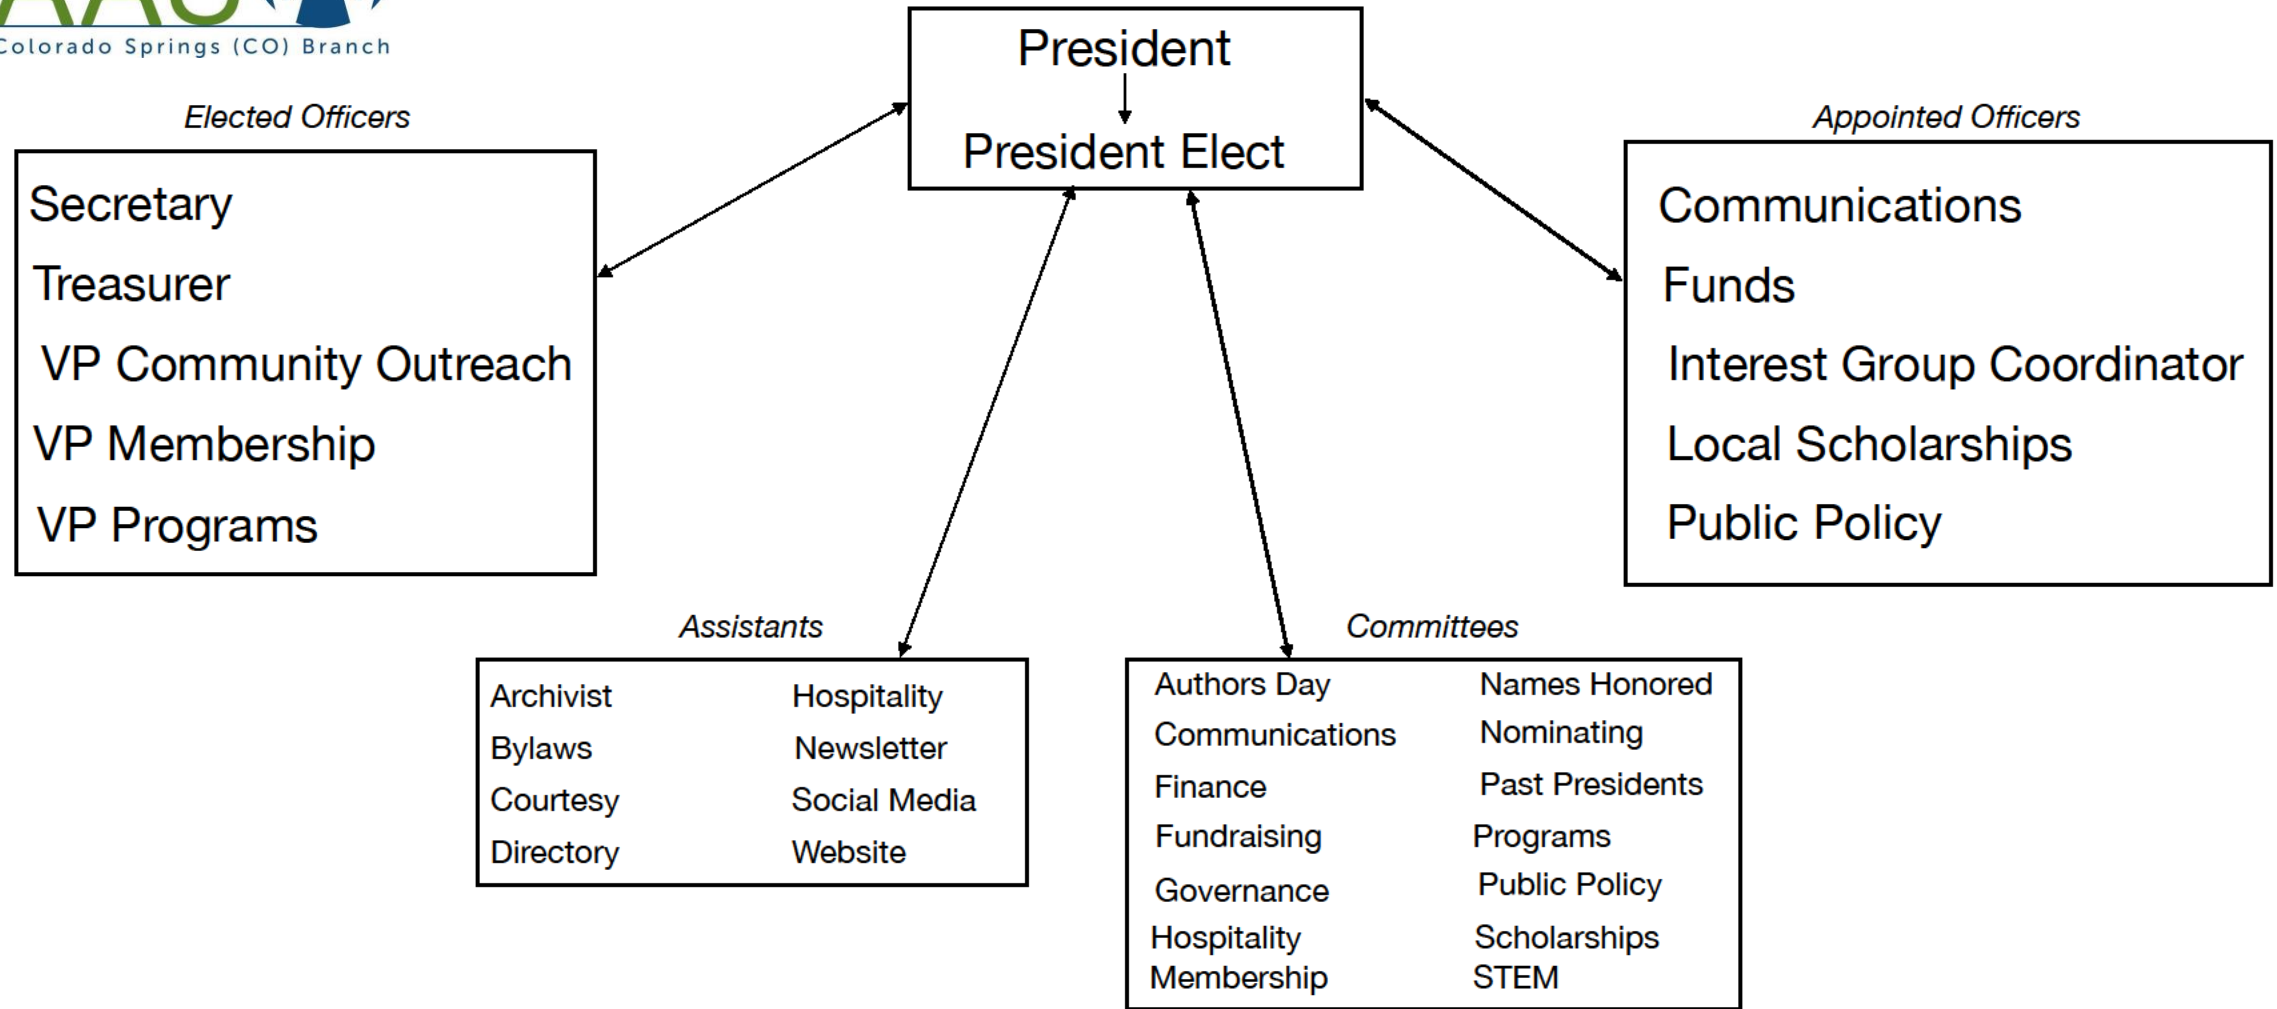 Colorado Springs (CO) Branch
President
President Elect
Elected Officers
Secretary
Treasurer
VP Community Outreach
VP Membership
VP Programs
Appointed Officers
Communications
Funds
Interest Group Coordinator
Local Scholarships
Public Policy
Assistants
Archivist
Bylaws
Courtesy
Directory
Hospitality
Newsletter
Social Media
Website
Committees
Authors Day
Communications
Finance
Fundraising
Governance
Hospitality
Membership
Names Honored
Nominating
Past Presidents
Programs
Public Policy
Scholarships
STEM